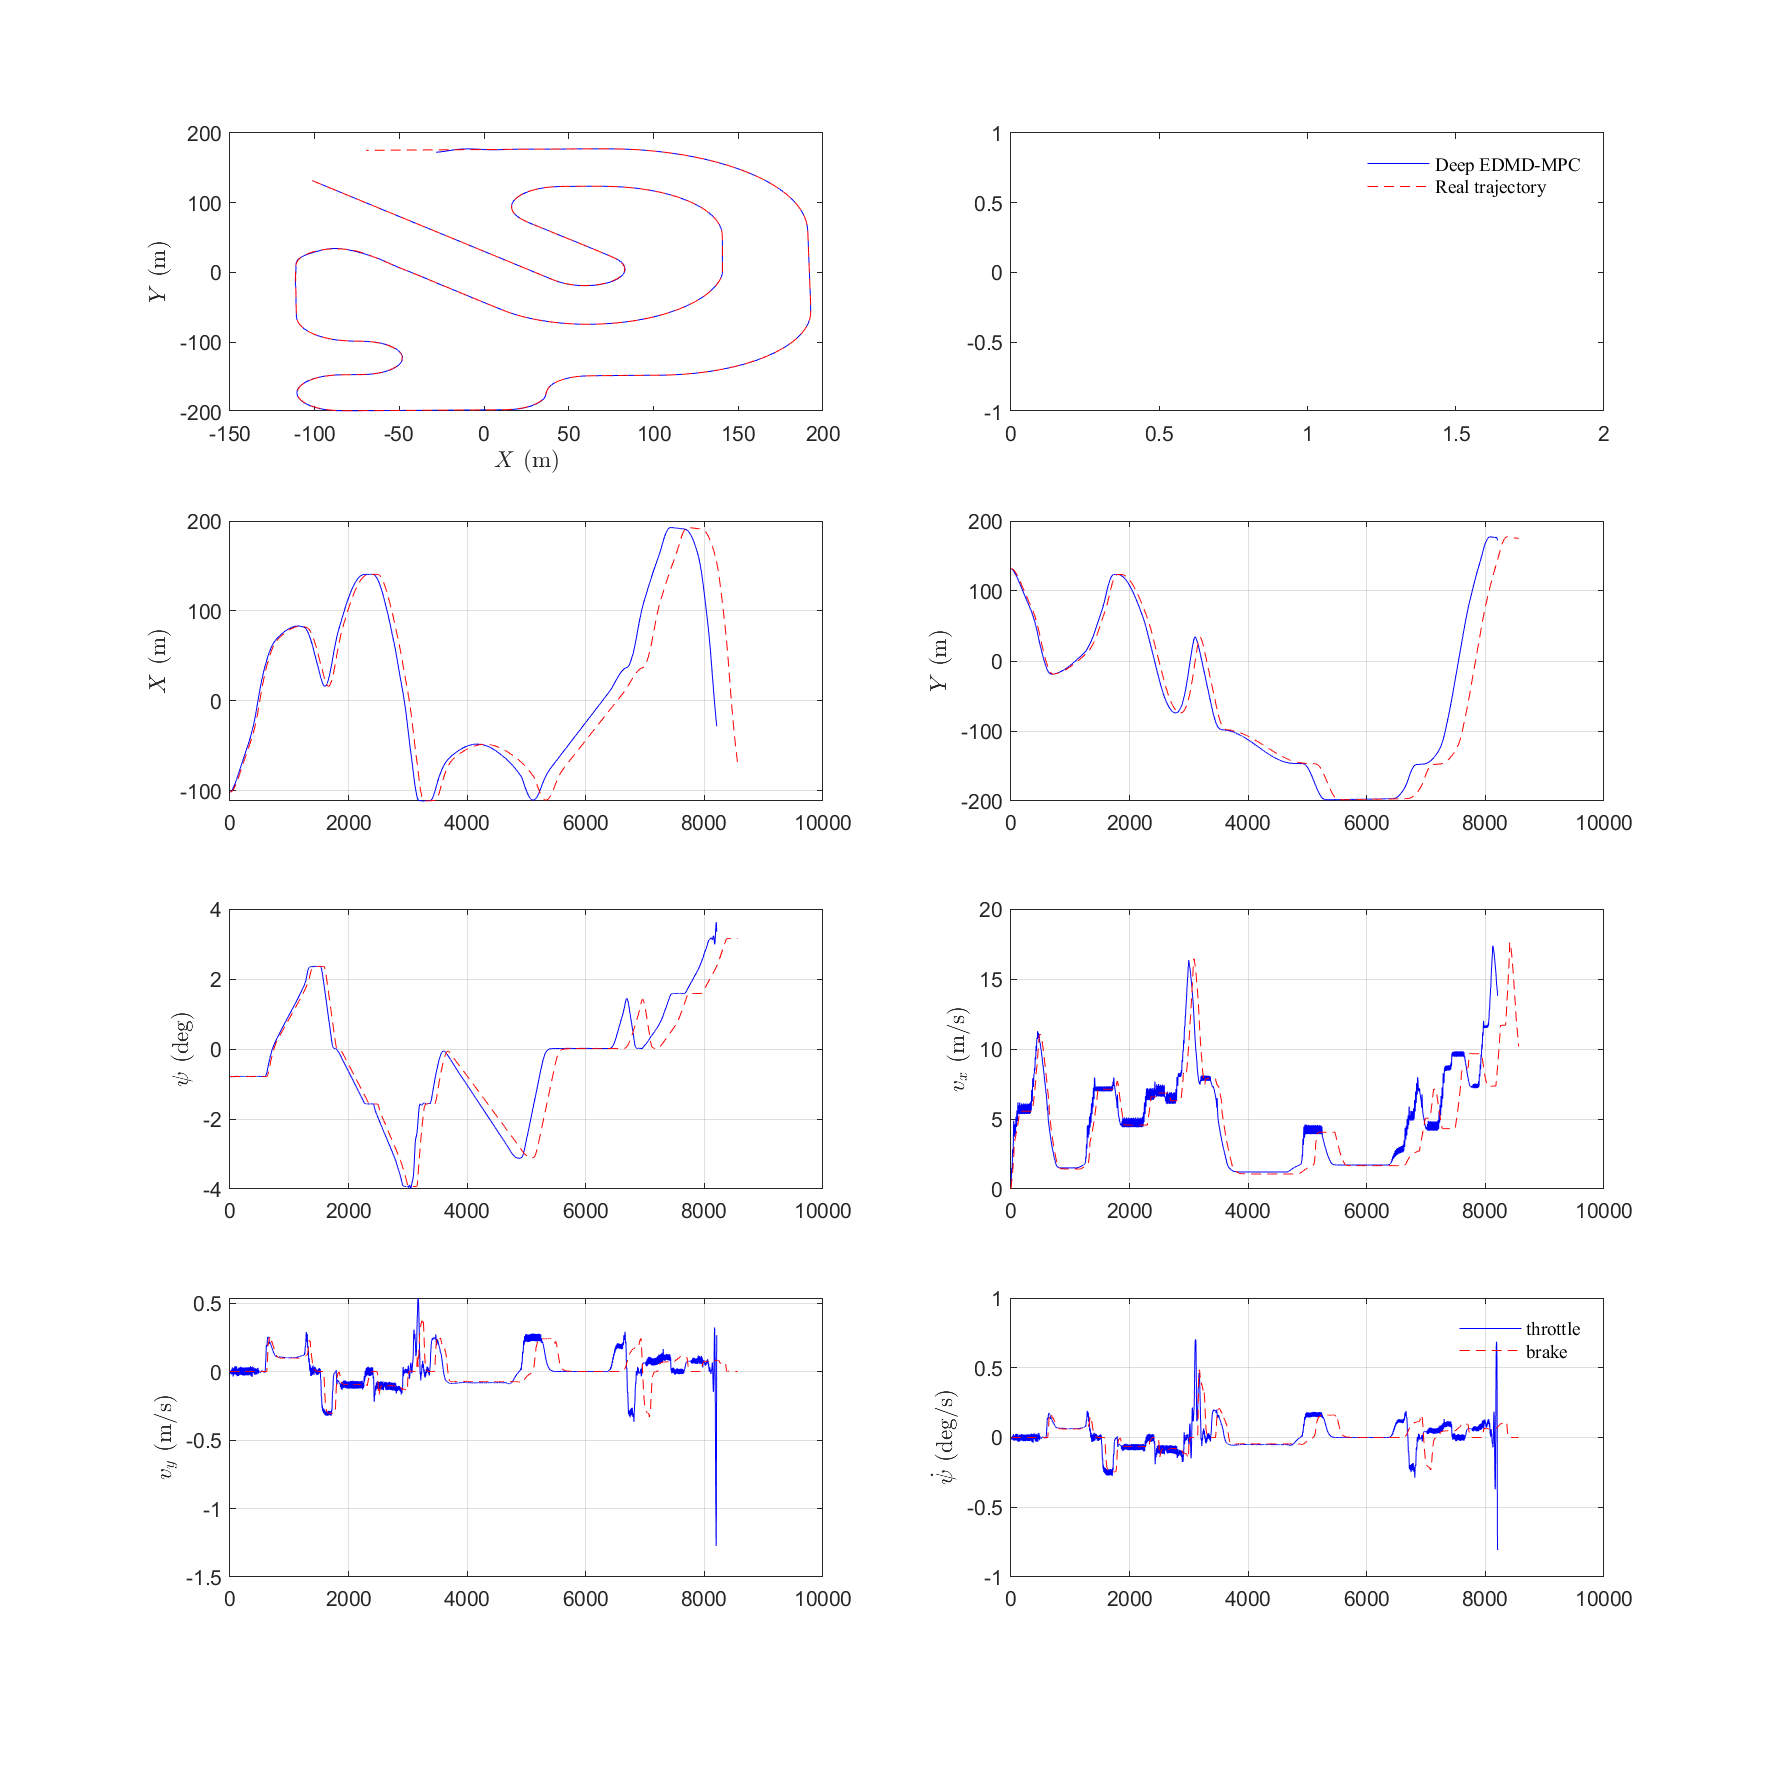 200
100
0
-100
-200
-150 -100 -50 0 50 100 150 200
X (m)
Y (m)
1
0.5
0
-0.5
-1
0 0.5 1 1.5 2
Deep EDMD-MPC
Real trajectory
200
100
0
-100
0 2000 4000 6000 8000 10000
X (m)
200
100
0
-100
-200
0 2000 4000 6000 8000 10000
Y (m)
4
2
0
-2
-4
0 2000 4000 6000 8000 10000
ψ (deg)
20
15
10
5
0
0 2000 4000 6000 8000 10000
v_x (m/s)
0.5
0
-0.5
-1
-1.5
0 2000 4000 6000 8000 10000
v_y (m/s)
1
0.5
0
-0.5
-1
0 2000 4000 6000 8000 10000
ψ̇ (deg/s)
throttle
brake